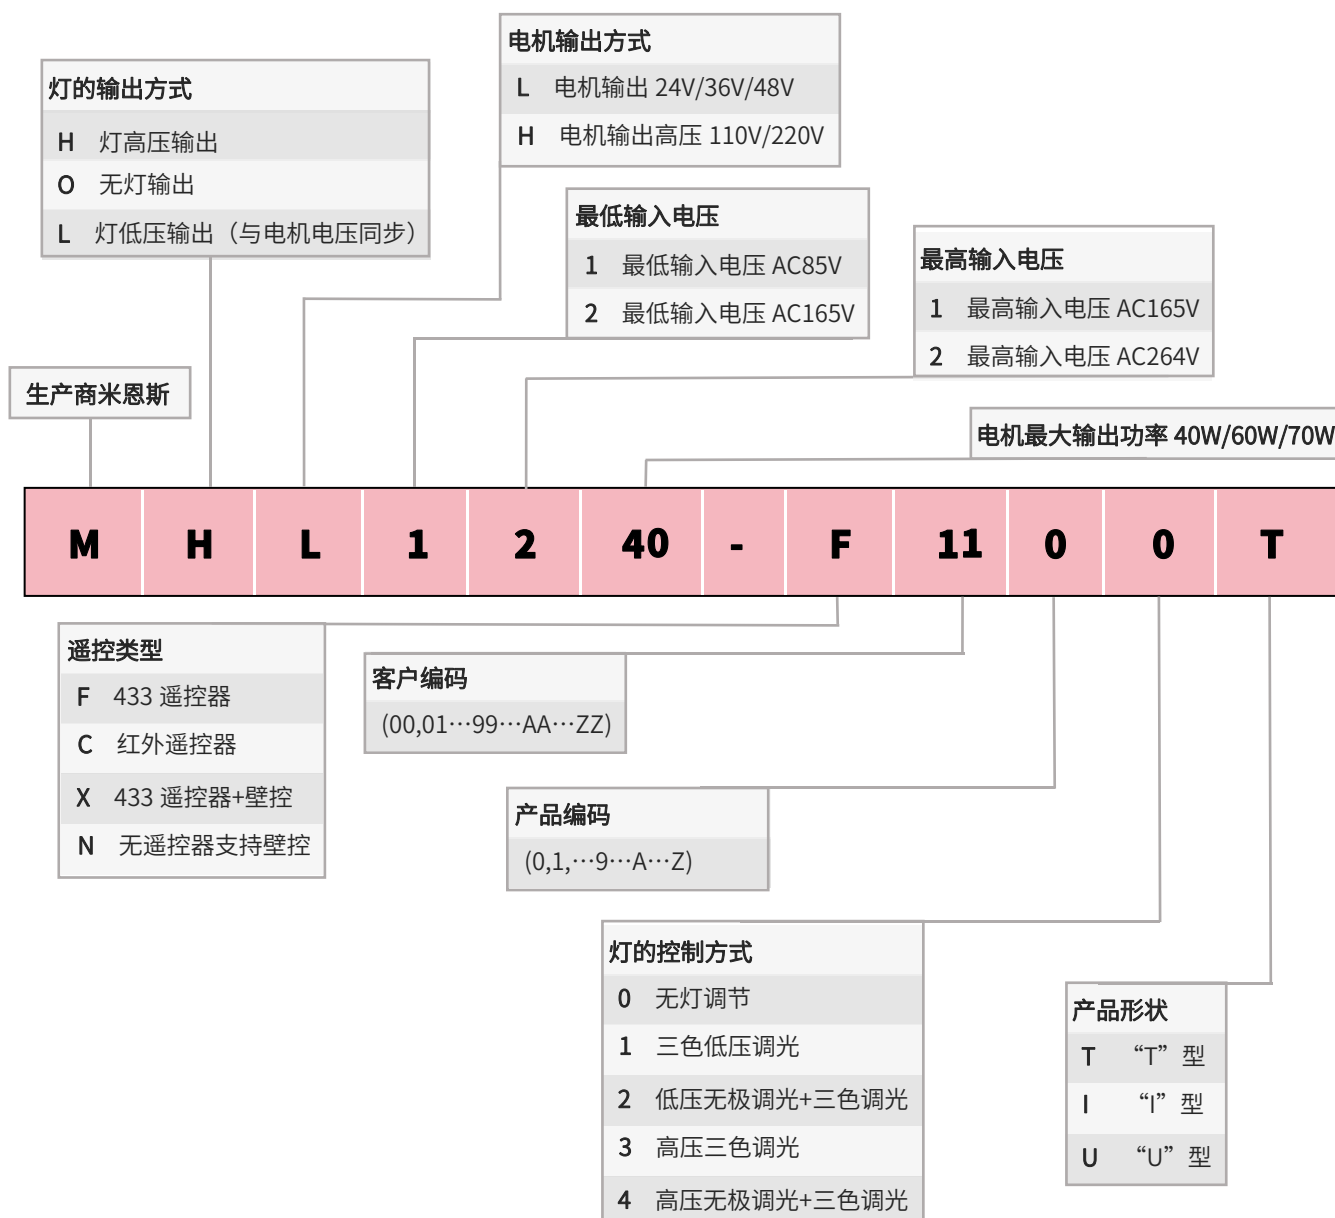 电机输出方式
L 电机输出 24V/36V/48V
H 电机输出高压 110V/220V
灯的输出方式
H 灯高压输出
O 无灯输出
L 灯低压输出（与电机电压同步）
最低输入电压
1 最低输入电压 AC85V
2 最低输入电压 AC165V
最高输入电压
1 最高输入电压 AC165V
2 最高输入电压 AC264V
生产商米恩斯
电机最大输出功率 40W/60W/70W
M H L 1 2 40 - F 11 0 0 T
遥控类型
F 433 遥控器
C 红外遥控器
X 433 遥控器+壁控
N 无遥控器支持壁控
客户编码
(00,01···99···AA···ZZ)
产品编码
(0,1,···9···A···Z)
灯的控制方式
0 无灯调节
1 三色低压调光
2 低压无极调光+三色调光
3 高压三色调光
4 高压无极调光+三色调光
产品形状
T “T”型
I “I”型
U “U”型